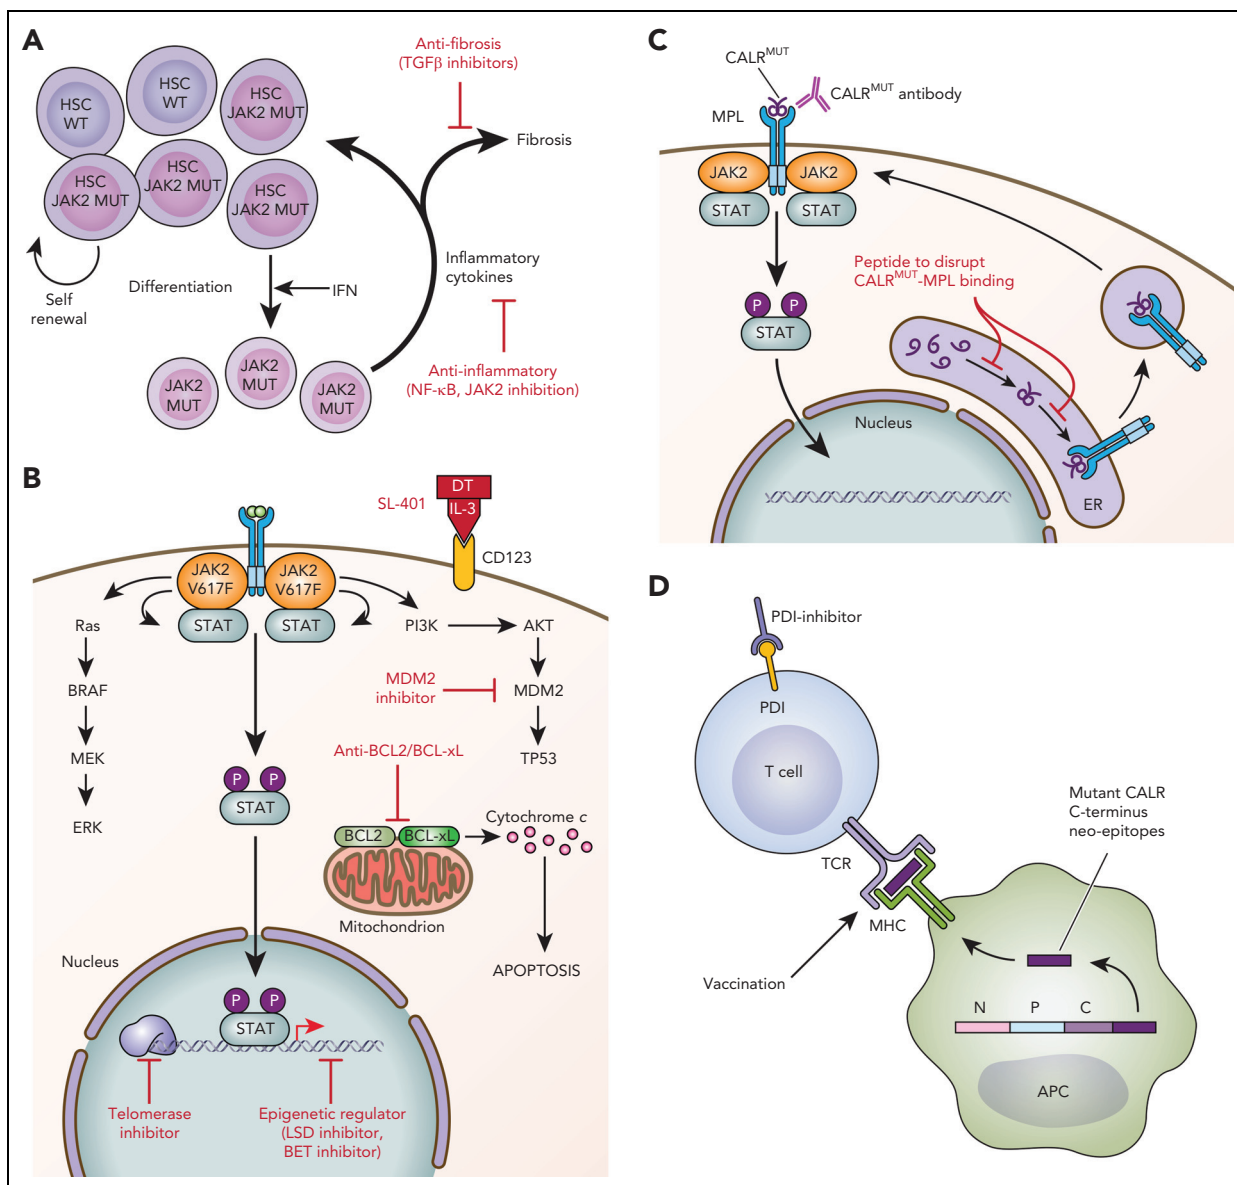 A
HSC
WT
HSC
WT
HSC
JAK2 MUT
HSC
JAK2 MUT
HSC
JAK2 MUT
HSC
JAK2 MUT
Self
renewal
Differentiation
IFN
JAK2
MUT
JAK2
MUT
JAK2
MUT
Anti-fibrosis
(TGFβ inhibitors)
Fibrosis
Inflammatory
cytokines
Anti-inflammatory
(NF-κB, JAK2 inhibition)
B
DT
IL-3
SL-401
CD123
JAK2
V617F
JAK2
V617F
STAT
STAT
Ras
BRAF
MEK
ERK
PI3K
AKT
MDM2
inhibitor
MDM2
TP53
P
P
STAT
Anti-BCL2/BCL-xL
BCL2
BCL-xL
Cytochrome c
Mitochondrion
APOPTOSIS
Nucleus
P
P
STAT
Telomerase
inhibitor
Epigenetic regulator
(LSD inhibitor,
BET inhibitor)
C
CALRMUT
CALRMUT antibody
MPL
JAK2
JAK2
STAT
STAT
P
P
STAT
Peptide to disrupt
CALRMUT-MPL binding
Nucleus
ER
D
PDI-inhibitor
PDI
T cell
TCR
MHC
Vaccination
Mutant CALR
C-terminus
neo-epitopes
N
P
C
APC